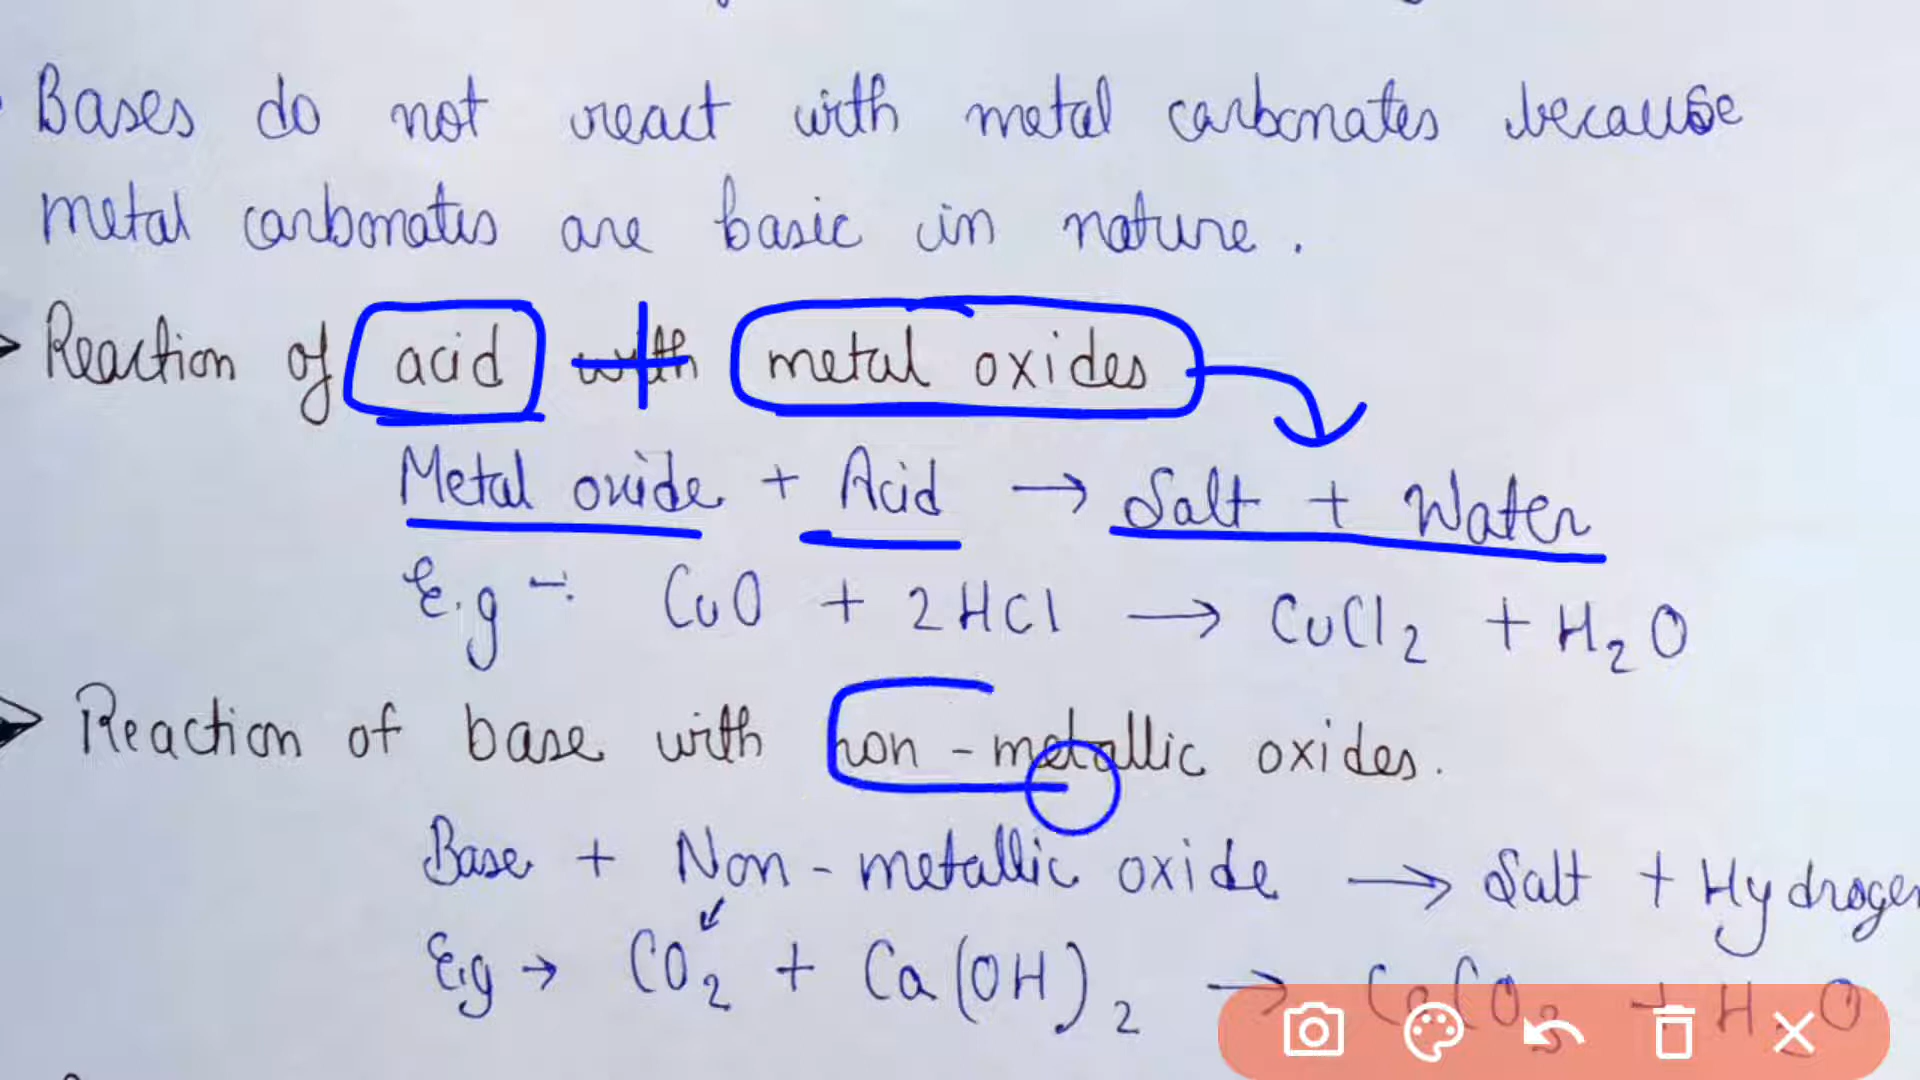 Bases do not react with metal carbonates because
metal carbonates are basic in nature.
Reaction of acid with metal oxides
Metal oxide + Acid → Salt + Water
E.g -: CuO + 2HCl → CuCl2 + H2O
Reaction of base with non-metallic oxides.
Base + Non-metallic oxide → Salt + Hydrogen
E.g → CO2 + Ca(OH)2 → CaCO3 + H2O